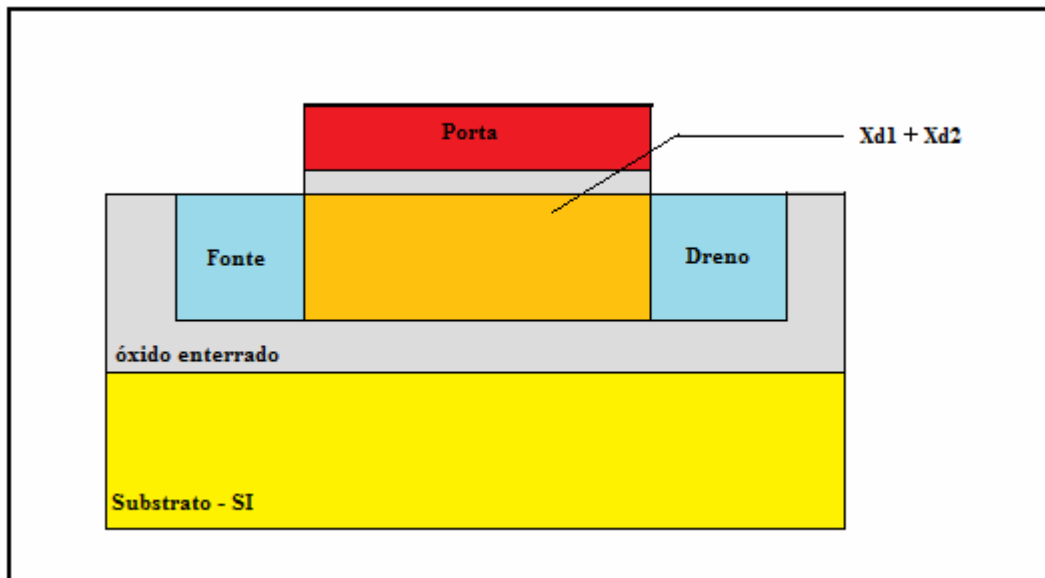 Porta
Xd1 + Xd2
Fonte
Dreno
óxido enterrado
Substrato - SI